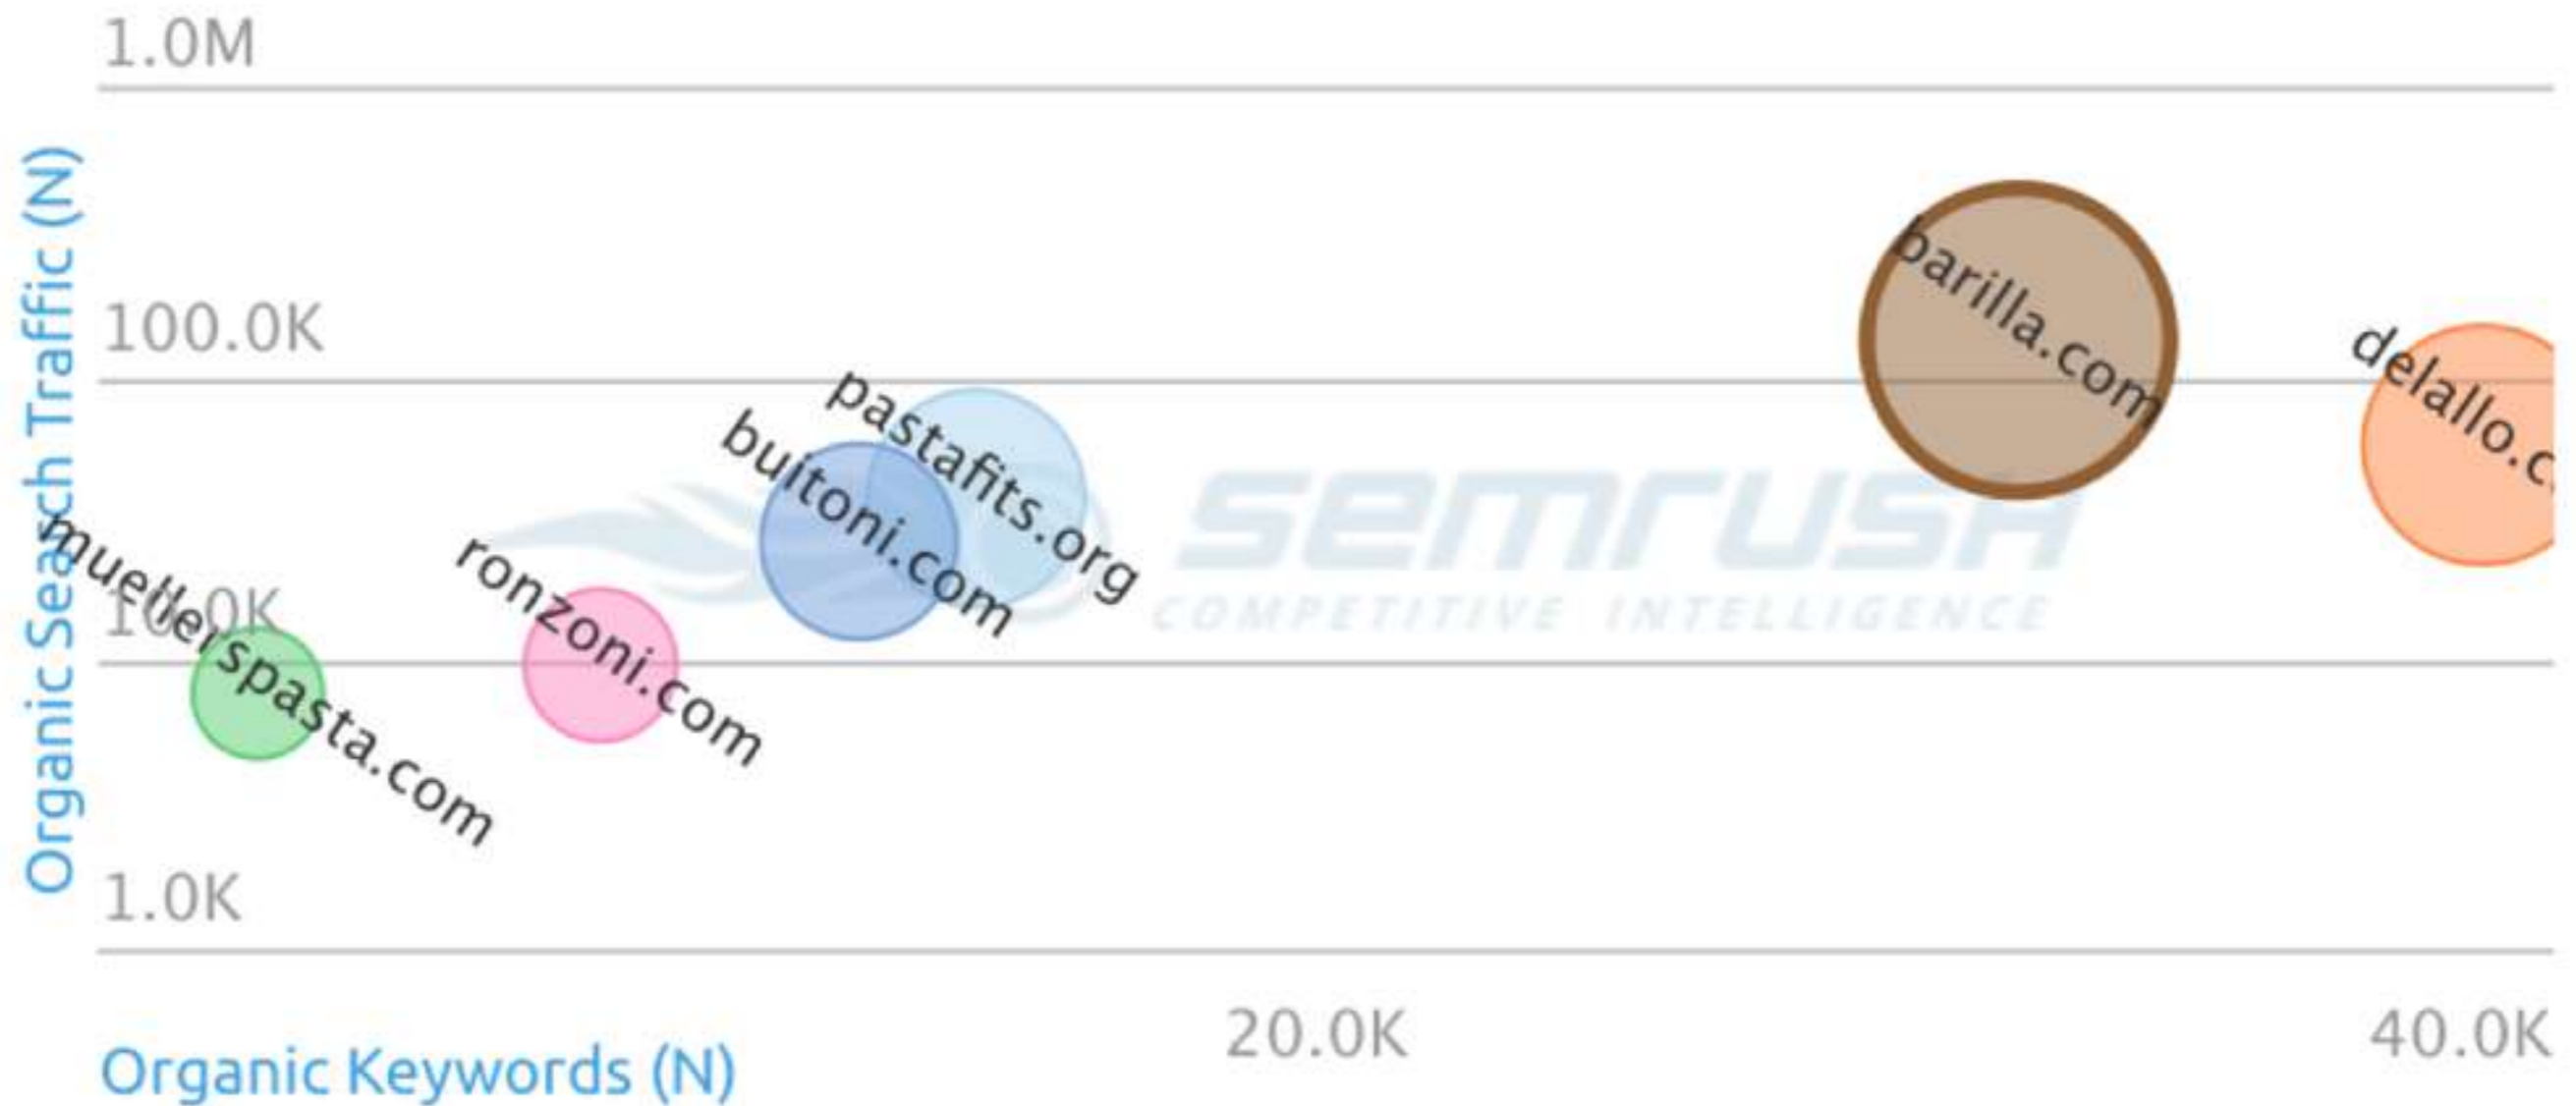 1.0M
Organic Search Traffic (N)
100.0K
barilla.com
delallo.c
pastafits.org
buitoni.com
semrush
COMPETITIVE INTELLIGENCE
muellerspasta.com
ronzoni.com
10.0K
1.0K
20.0K
40.0K
Organic Keywords (N)